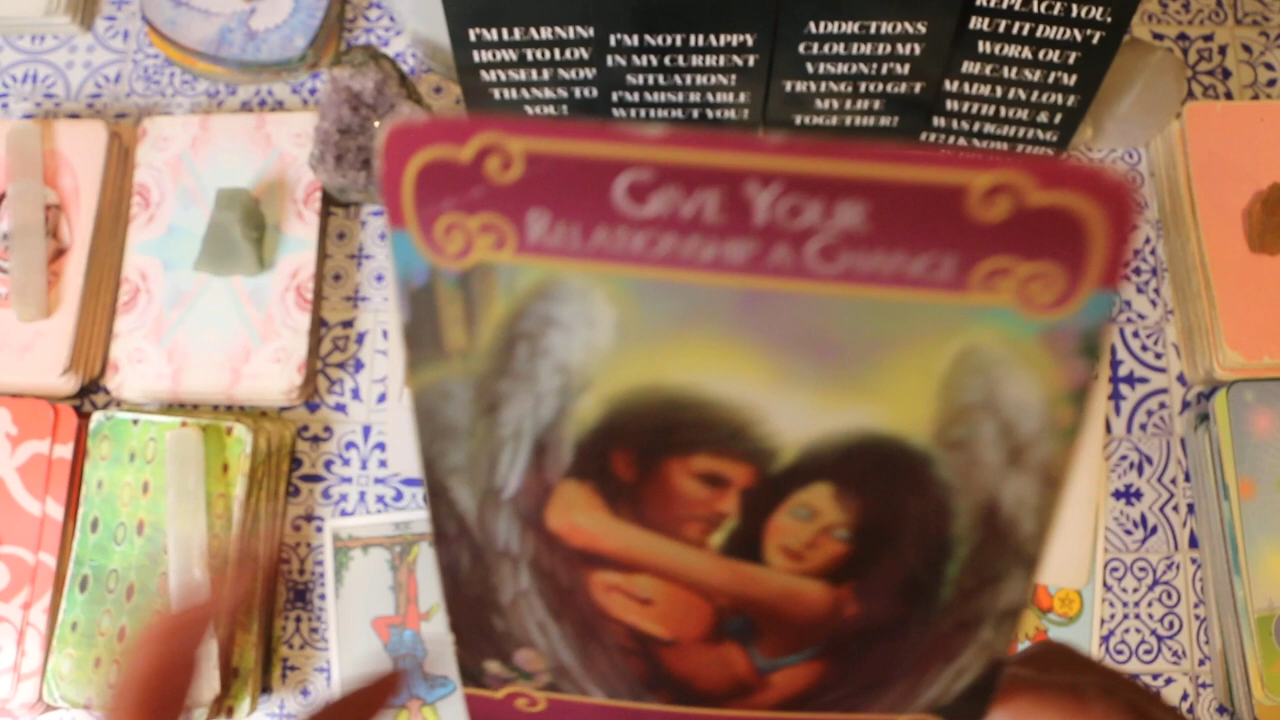 I'M LEARNING
HOW TO LOV
MYSELF NOW
THANKS TO
YOU!
I'M NOT HAPPY
IN MY CURRENT
SITUATION!
I'M MISERABLE
WITHOUT YOU!
ADDICTIONS
CLOUDED MY
VISION! I'M
TRYING TO GET
MY LIFE
TOGETHER!
REPLACE YOU,
BUT IT DIDN'T
WORK OUT
BECAUSE I'M
MADLY IN LOVE
WITH YOU & I
WAS FIGHTING
IT! I KNOW THIS
GIVE YOUR
RELATIONSHIP A CHANCE